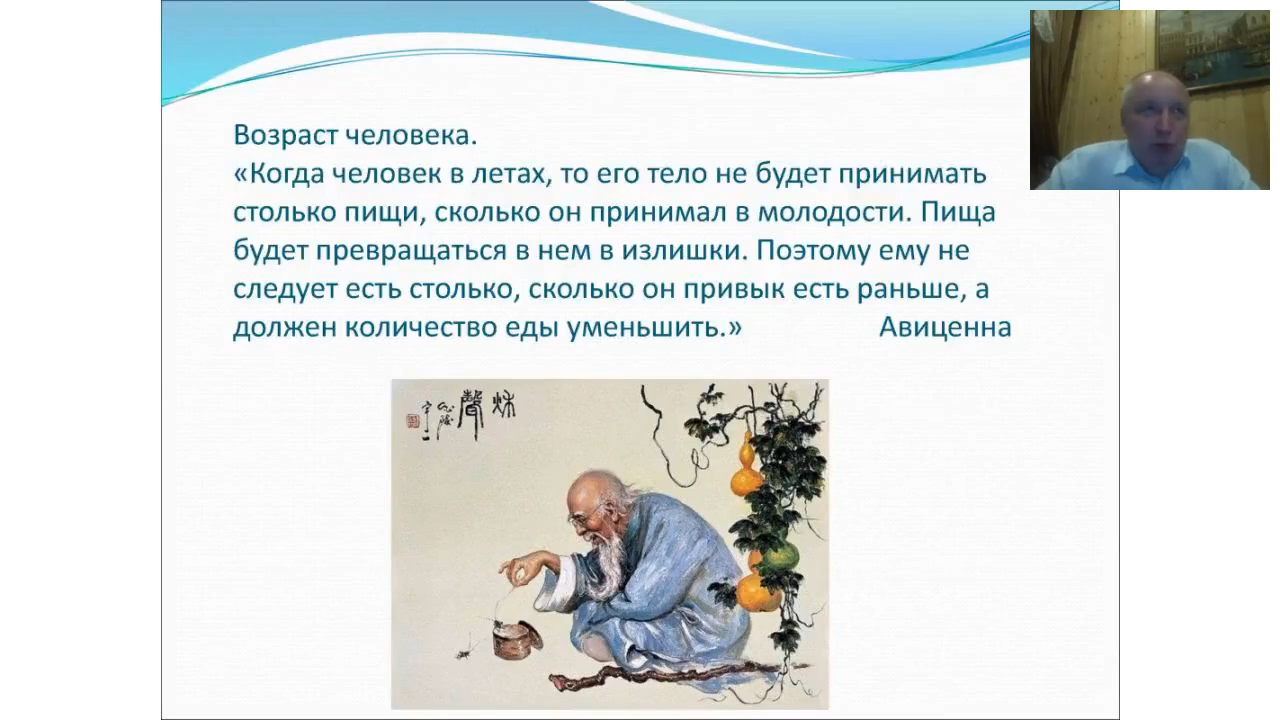 Возраст человека.
«Когда человек в летах, то его тело не будет принимать
столько пищи, сколько он принимал в молодости. Пища
будет превращаться в нем в излишки. Поэтому ему не
следует есть столько, сколько он привык есть раньше, а
должен количество еды уменьшить.» Авиценна